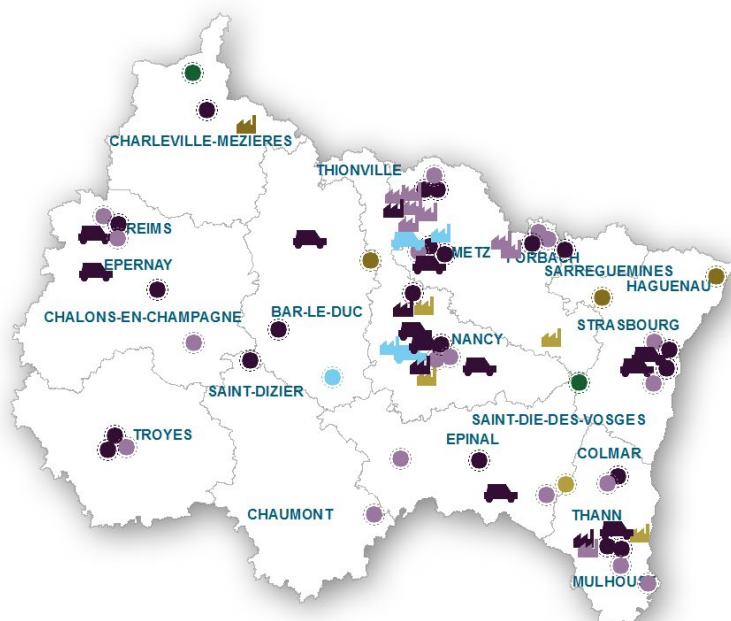 CHARLEVILLE-MEZIERES
THIONVILLE
REIMS
METZ
FORBACH
EPERNAY
SARREGUEMINES
HAGUENAU
CHALONS-EN-CHAMPAGNE
BAR-LE-DUC
STRASBOURG
NANCY
SAINT-DIZIER
SAINT-DIE-DES-VOSGES
TROYES
EPINAL
COLMAR
CHAUMONT
THANN
MULHOUSE